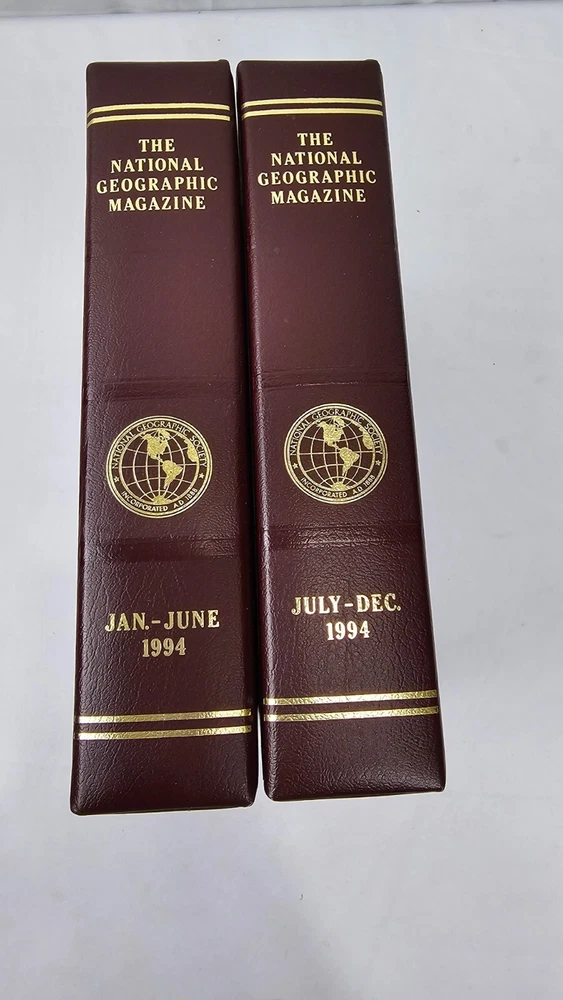 THE
NATIONAL
GEOGRAPHIC
MAGAZINE
NATIONAL GEOGRAPHIC SOCIETY
INCORPORATED A.D. 1888
JAN.-JUNE
1994
THE
NATIONAL
GEOGRAPHIC
MAGAZINE
NATIONAL GEOGRAPHIC SOCIETY
INCORPORATED A.D. 1888
JULY-DEC.
1994